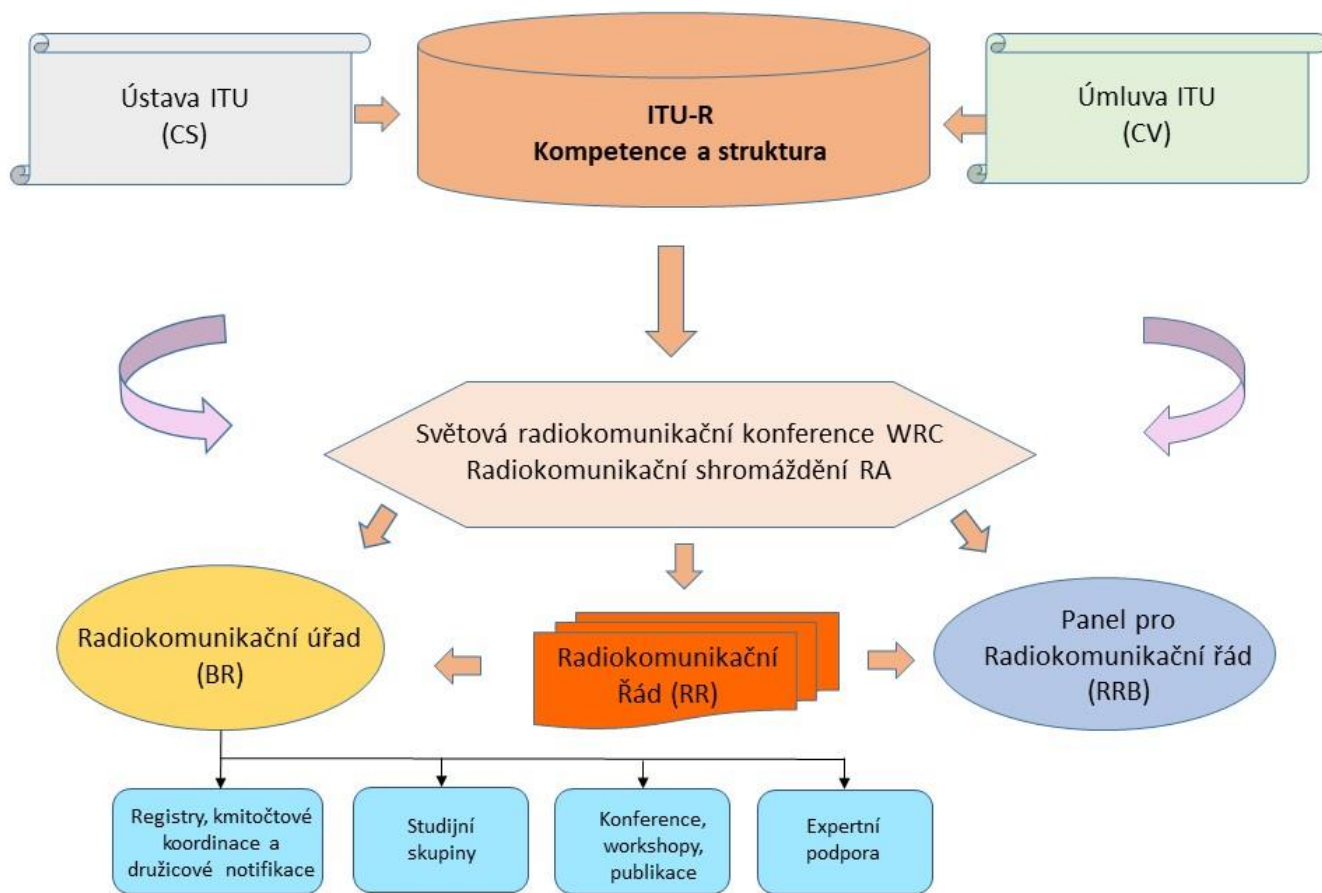 Ústava ITU
(CS)
ITU-R
Kompetence a struktura
Úmluva ITU
(CV)
Světová radiokomunikační konference WRC
Radiokomunikační shromáždění RA
Radiokomunikační úřad
(BR)
Radiokomunikační
Řád (RR)
Panel pro
Radiokomunikační řád
(RRB)
Registry, kmitočtové
koordinace a
družicové notifikace
Studijní
skupiny
Konference,
workshopy,
publikace
Expertní
podpora